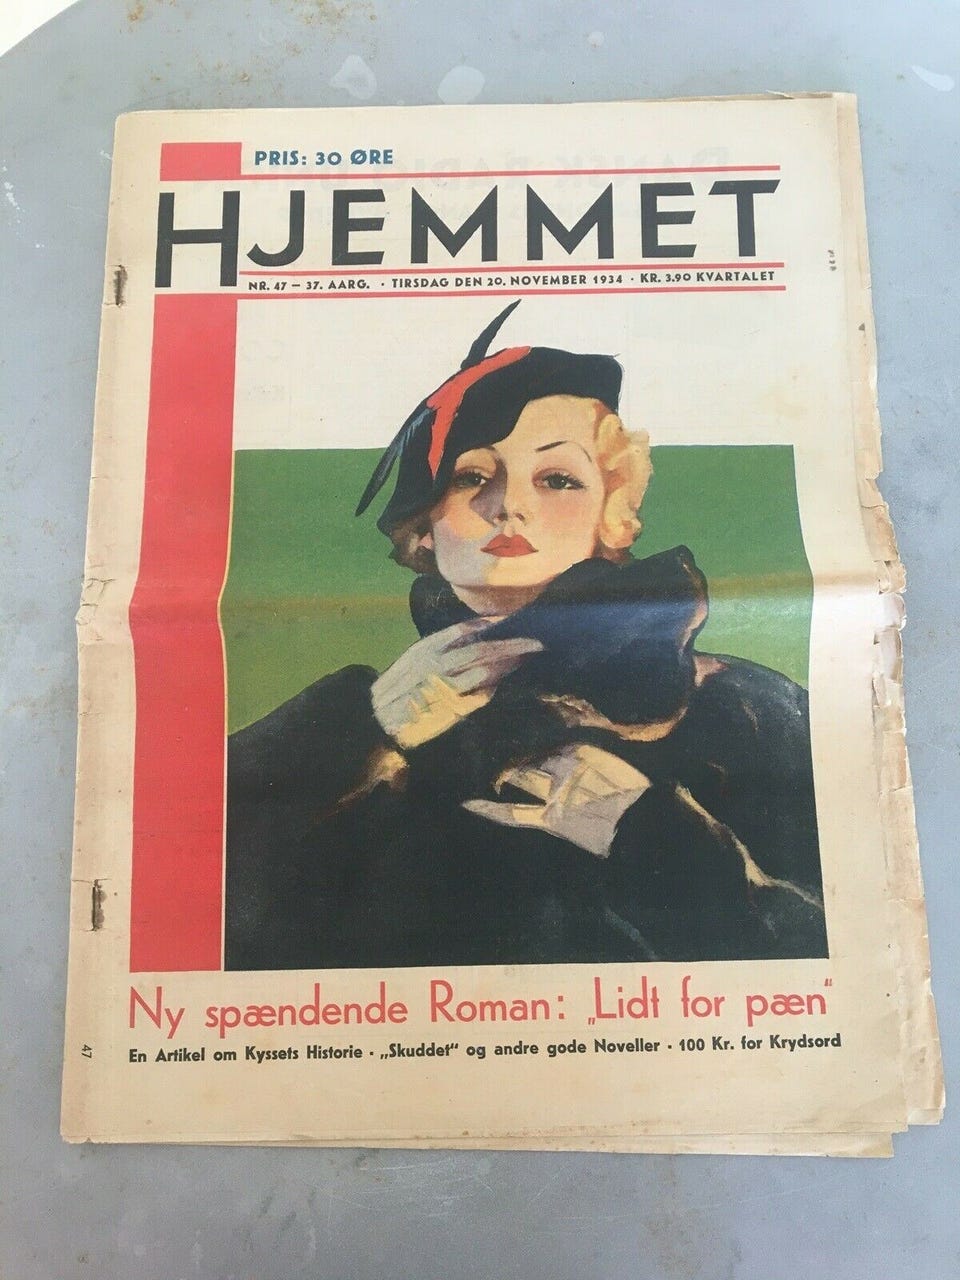 PRIS: 30 ØRE
HJEMMET
NR. 47 — 37. AARG. · TIRSDAG DEN 20. NOVEMBER 1934 · KR. 3.90 KVARTALET
Ny spændende Roman: „Lidt for pæn“
En Artikel om Kyssets Historie · „Skuddet“ og andre gode Noveller · 100 Kr. for Krydsord
47